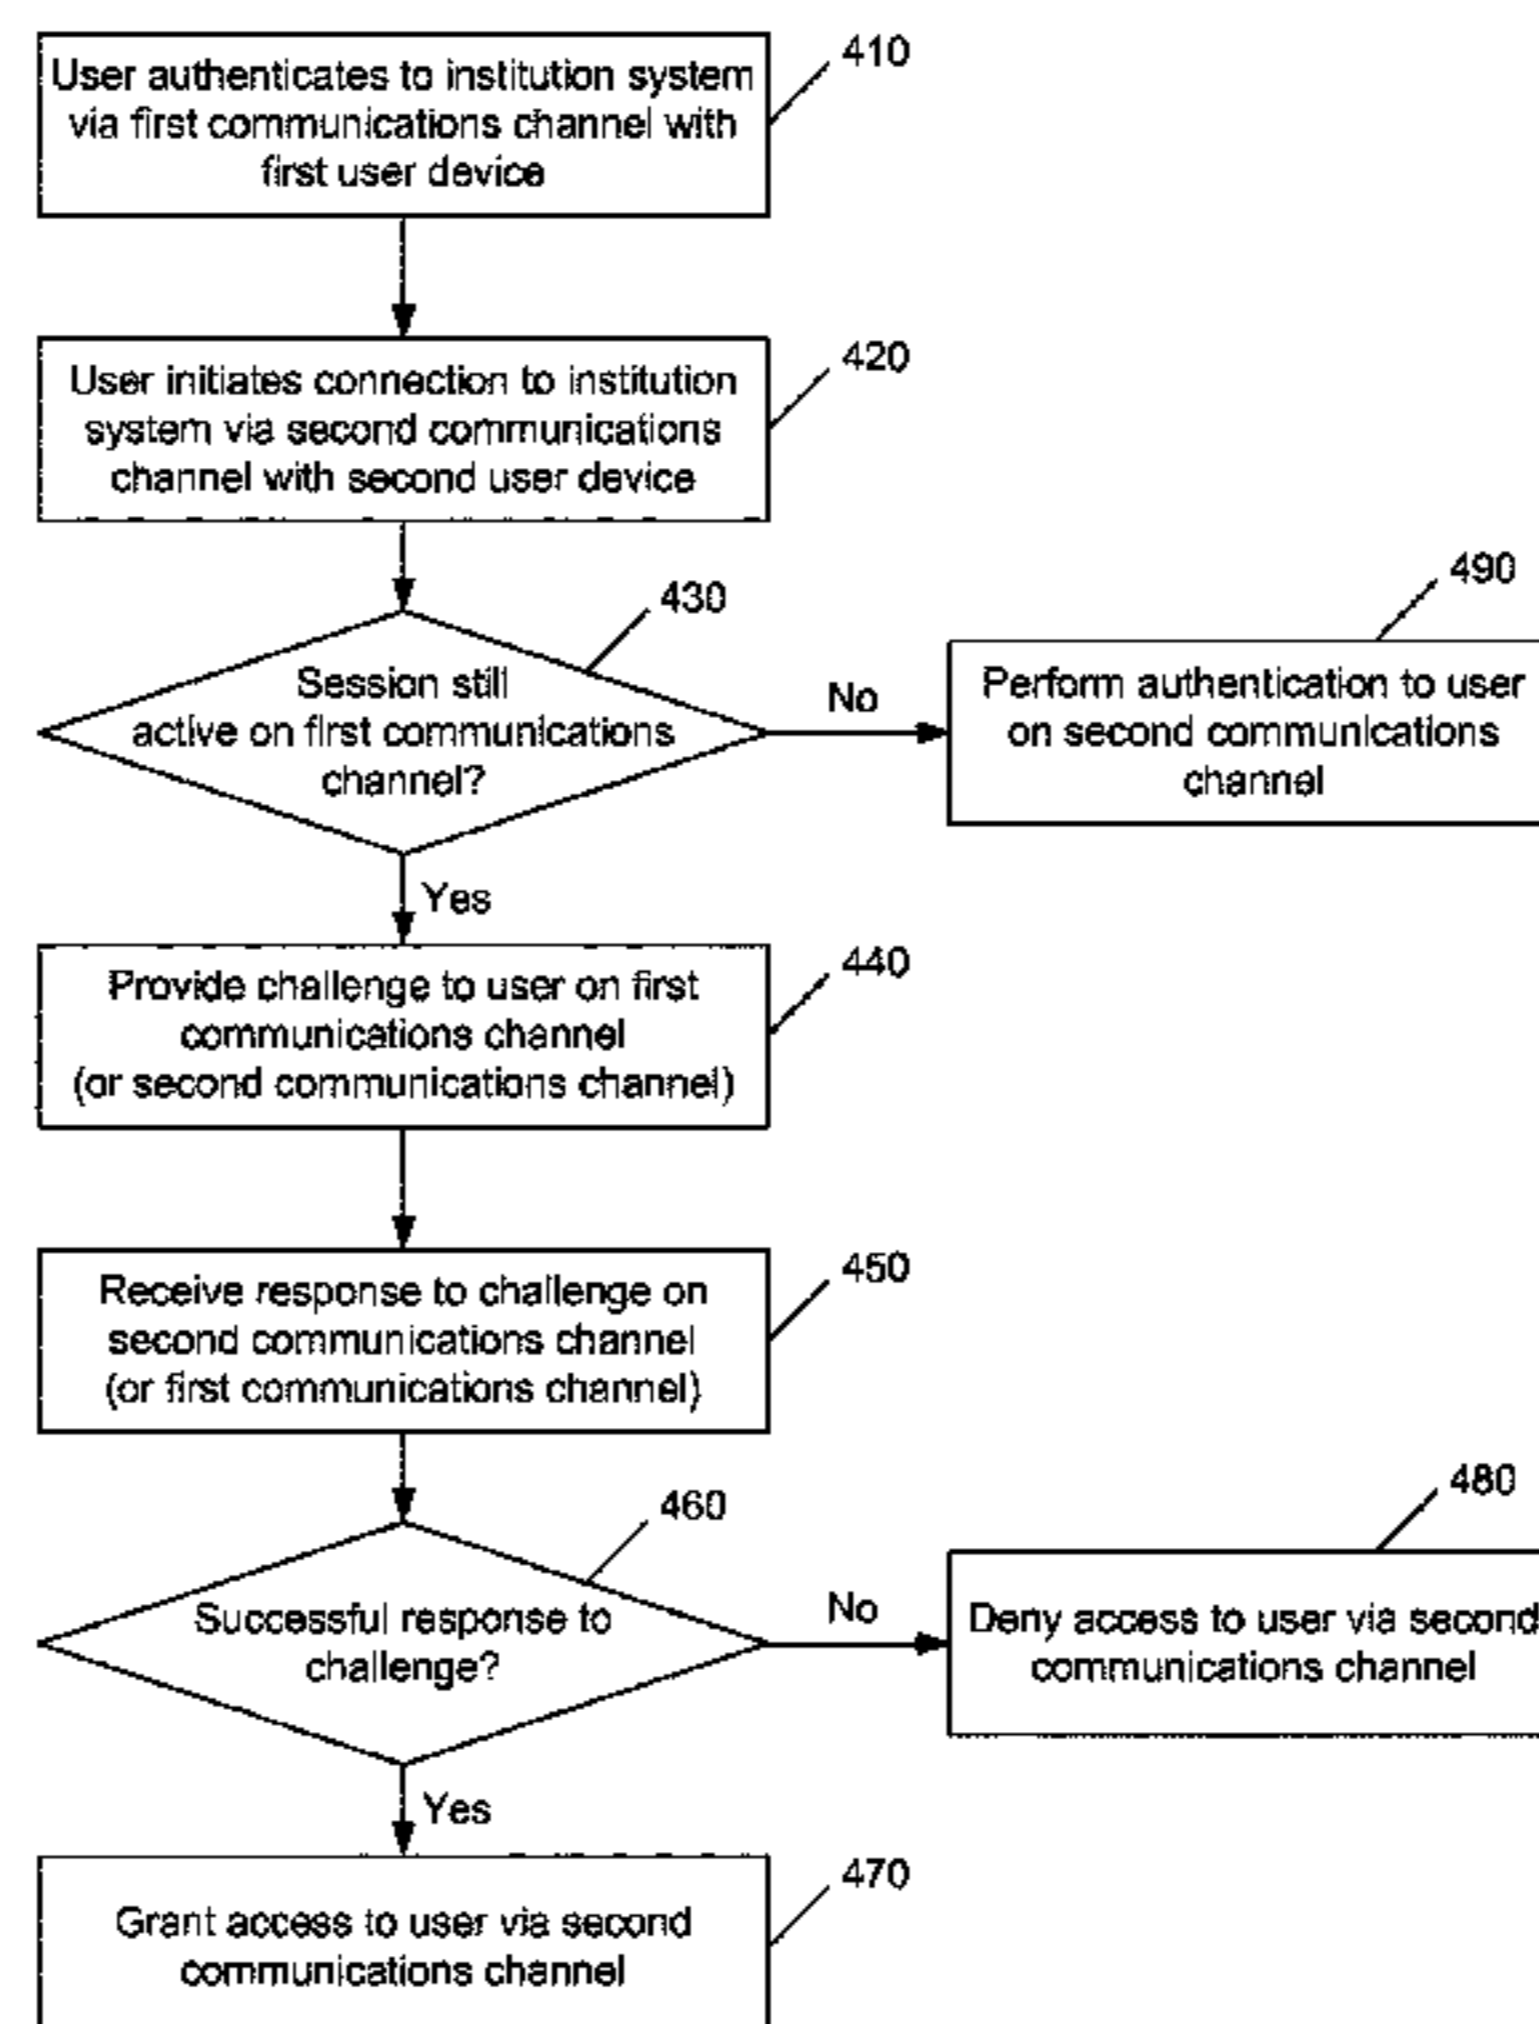 410
User authenticates to institution system
via first communications channel with
first user device
420
User initiates connection to institution
system via second communications
channel with second user device
430
Session still
active on first communications
channel?
No
490
Perform authentication to user
on second communications
channel
Yes
440
Provide challenge to user on first
communications channel
(or second communications channel)
450
Receive response to challenge on
second communications channel
(or first communications channel)
460
Successful response to
challenge?
No
480
Deny access to user via second
communications channel
Yes
470
Grant access to user via second
communications channel